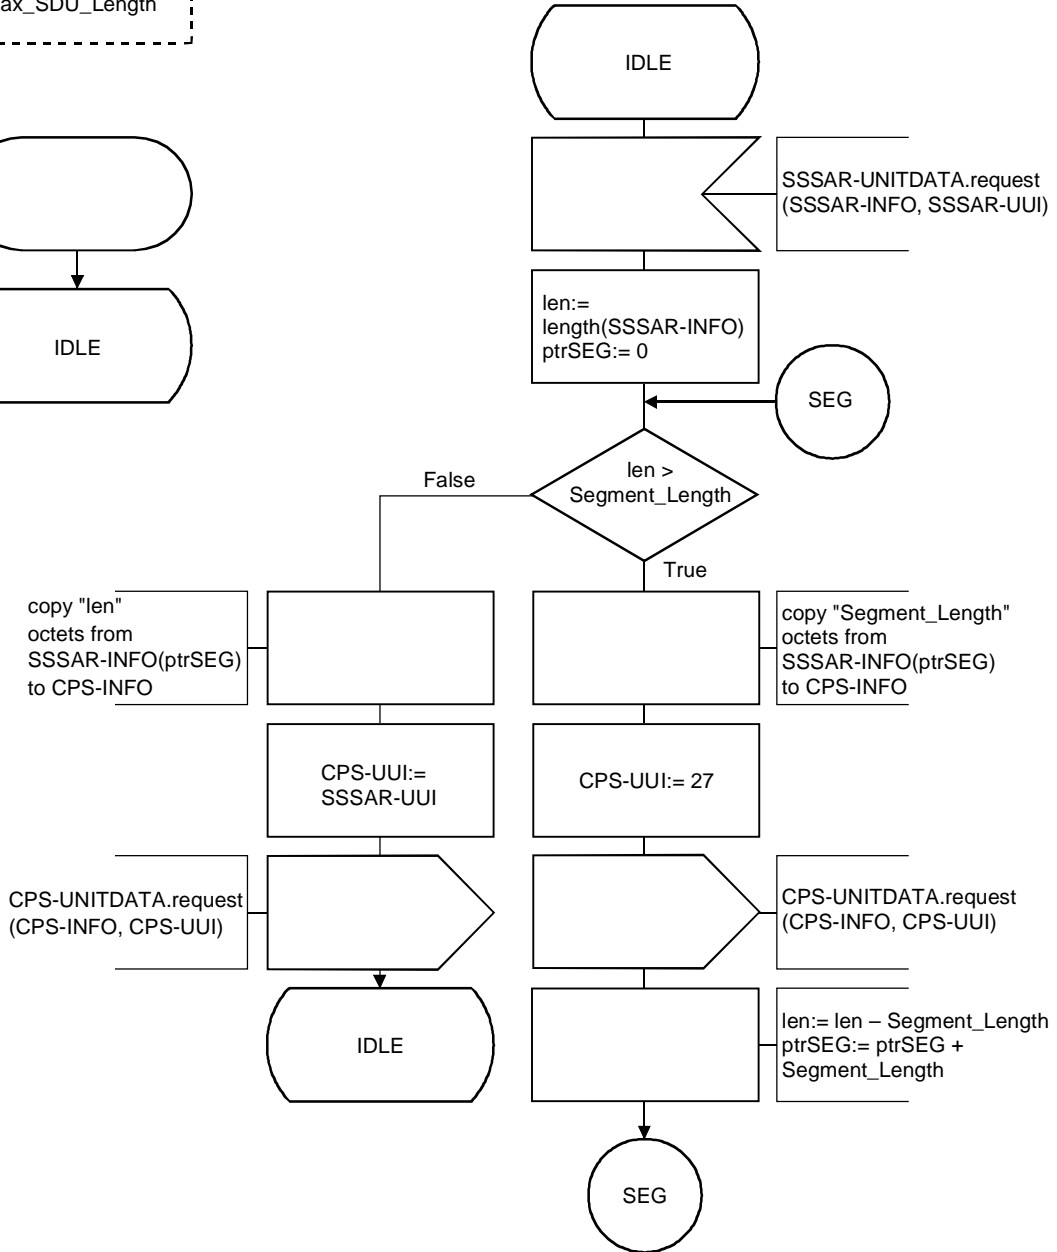 ax_SDU_Length
IDLE
SSSAR-UNITDATA.request
(SSSAR-INFO, SSSAR-UUI)
len:=
length(SSSAR-INFO)
ptrSEG:= 0
IDLE
SEG
len >
Segment_Length
False
True
copy "len"
octets from
SSSAR-INFO(ptrSEG)
to CPS-INFO
copy "Segment_Length"
octets from
SSSAR-INFO(ptrSEG)
to CPS-INFO
CPS-UUI:=
SSSAR-UUI
CPS-UUI:= 27
CPS-UNITDATA.request
(CPS-INFO, CPS-UUI)
CPS-UNITDATA.request
(CPS-INFO, CPS-UUI)
IDLE
len:= len – Segment_Length
ptrSEG:= ptrSEG +
Segment_Length
SEG